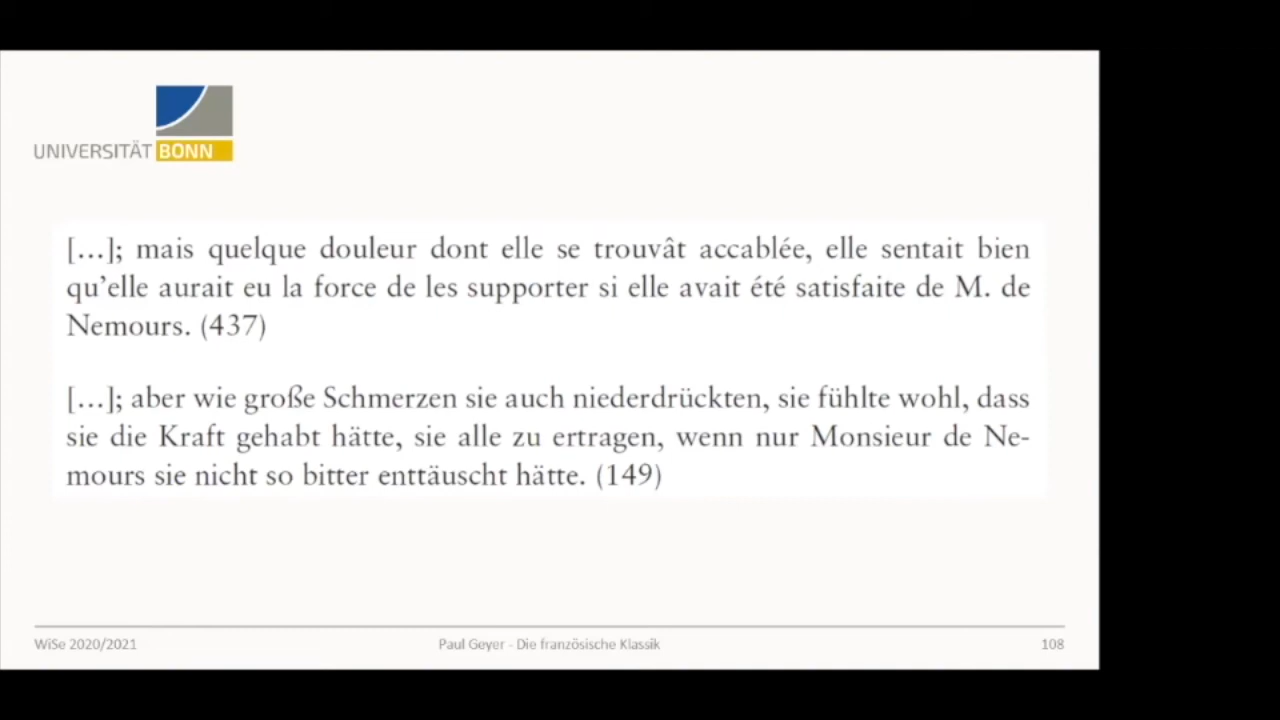 UNIVERSITÄT BONN
[…]; mais quelque douleur dont elle se trouvât accablée, elle sentait bien
qu’elle aurait eu la force de les supporter si elle avait été satisfaite de M. de
Nemours. (437)
[…]; aber wie große Schmerzen sie auch niederdrückten, sie fühlte wohl, dass
sie die Kraft gehabt hätte, sie alle zu ertragen, wenn nur Monsieur de Ne-
mours sie nicht so bitter enttäuscht hätte. (149)
WiSe 2020/2021 Paul Geyer - Die französische Klassik 108